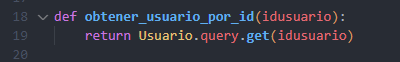 18 def obtener_usuario_por_id(idusuario):
19 return Usuario.query.get(idusuario)
20